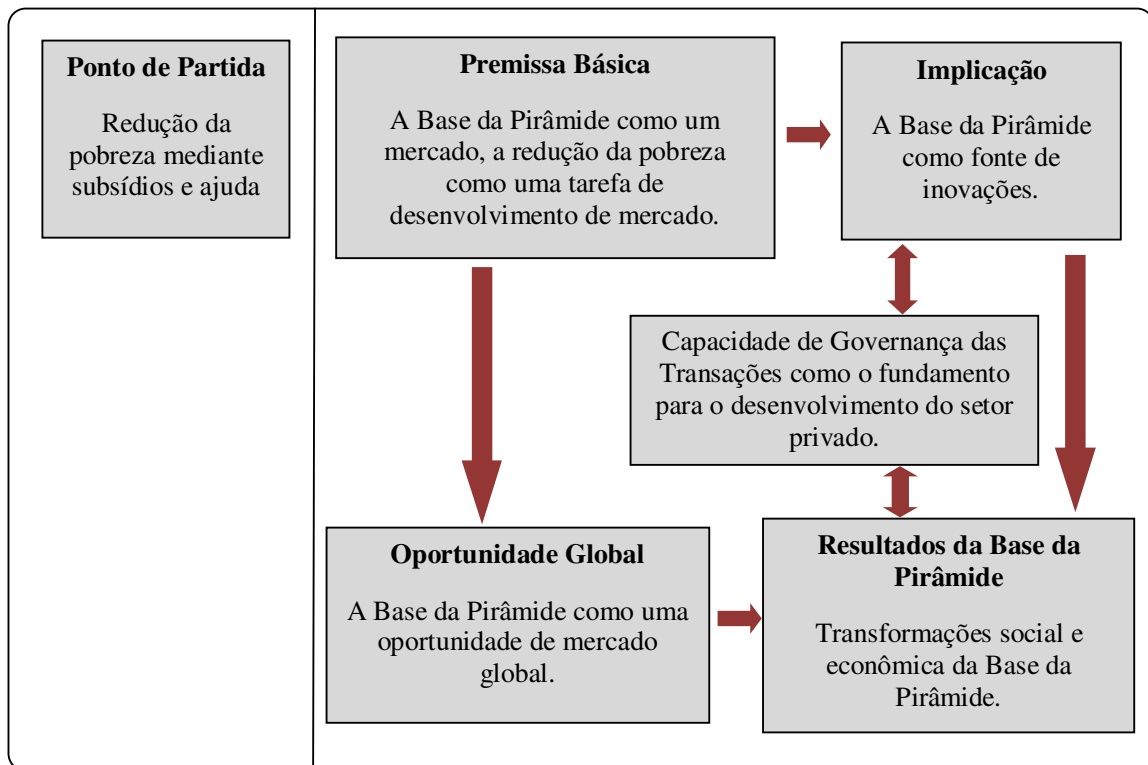 Ponto de Partida
Redução da
pobreza mediante
subsídios e ajuda
Premissa Básica
A Base da Pirâmide como um
mercado, a redução da pobreza
como uma tarefa de
desenvolvimento de mercado.
Implicação
A Base da Pirâmide
como fonte de
inovações.
Capacidade de Governança das
Transações como o fundamento
para o desenvolvimento do setor
privado.
Oportunidade Global
A Base da Pirâmide como uma
oportunidade de mercado
global.
Resultados da Base da
Pirâmide
Transformações social e
econômica da Base da
Pirâmide.